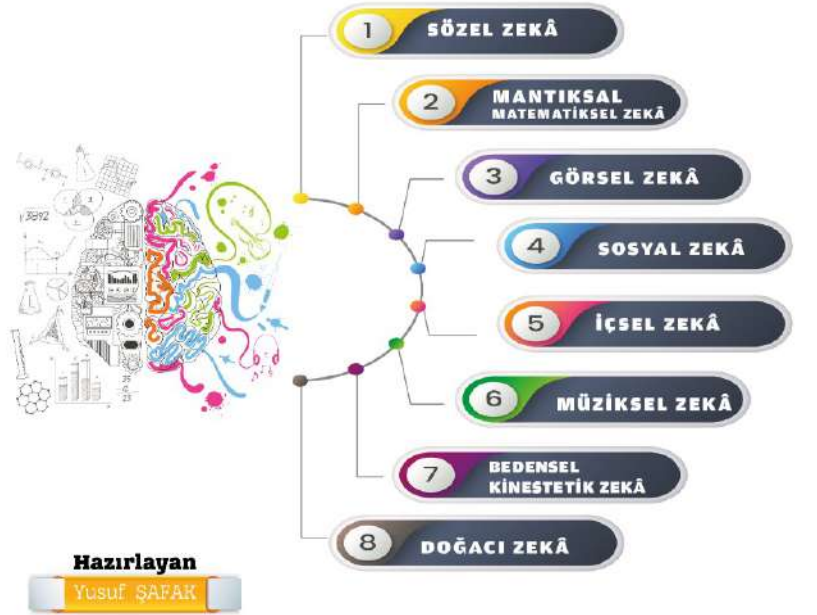 1
SÖZEL ZEKÂ
2
MANTIKSAL
MATEMATİKSEL ZEKÂ
3
GÖRSEL ZEKÂ
4
SOSYAL ZEKÂ
5
İÇSEL ZEKÂ
6
MÜZİKSEL ZEKÂ
7
BEDENSEL
KİNESTETİK ZEKÂ
8
DOĞACI ZEKÂ
Hazırlayan
Yusuf ŞAFAK